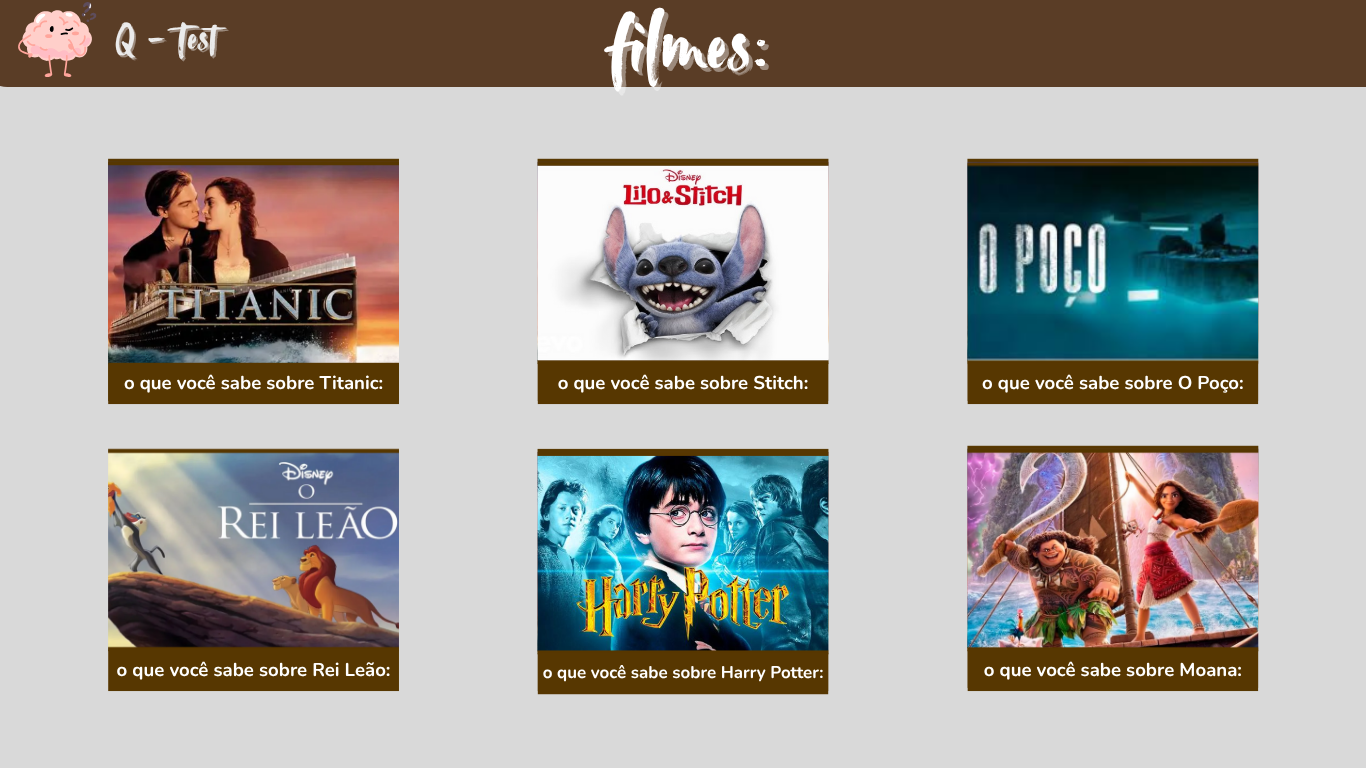 Q - Test
filmes:
TITANIC
o que você sabe sobre Titanic:
DISNEY
LILO & STITCH
o que você sabe sobre Stitch:
O POÇO
o que você sabe sobre O Poço:
DISNEY
O
REI LEÃO
o que você sabe sobre Rei Leão:
Harry Potter
o que você sabe sobre Harry Potter:
o que você sabe sobre Moana: